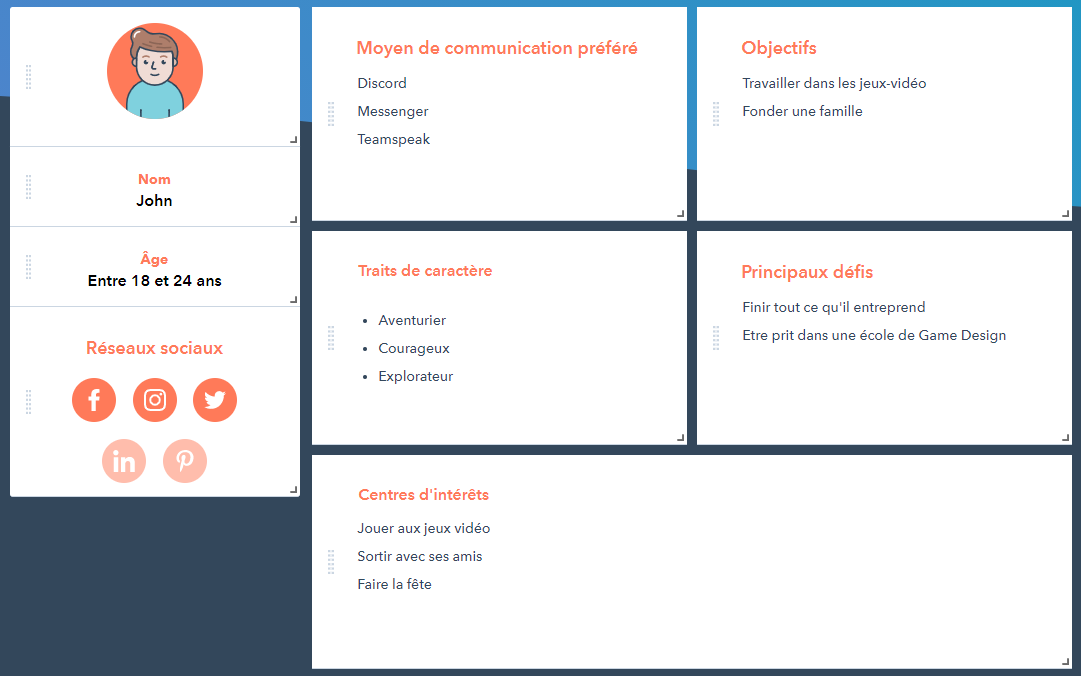 Nom
John
Âge
Entre 18 et 24 ans
Réseaux sociaux
in
Moyen de communication préféré
Discord
Messenger
Teamspeak
Objectifs
Travailler dans les jeux-vidéo
Fonder une famille
Traits de caractère
Aventurier
Courageux
Explorateur
Principaux défis
Finir tout ce qu'il entreprend
Etre prit dans une école de Game Design
Centres d'intérêts
Jouer aux jeux vidéo
Sortir avec ses amis
Faire la fête